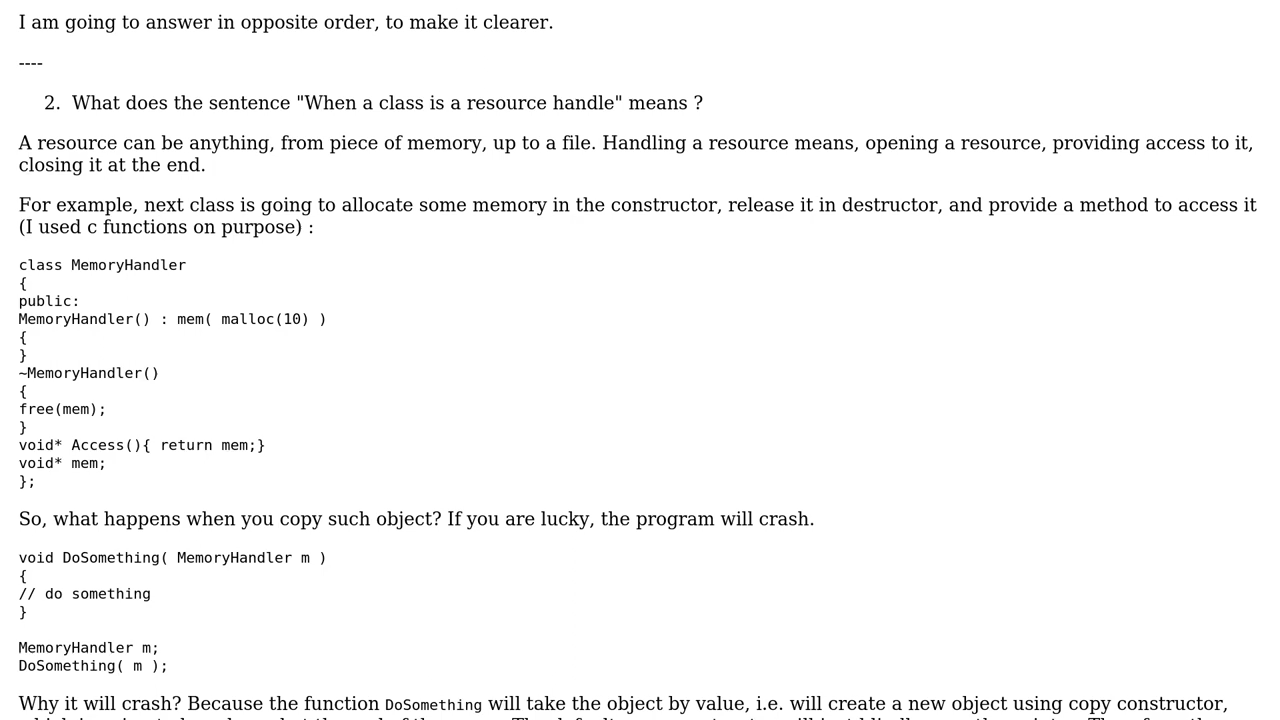 I am going to answer in opposite order, to make it clearer.
----
2. What does the sentence "When a class is a resource handle" means ?
A resource can be anything, from piece of memory, up to a file. Handling a resource means, opening a resource, providing access to it,
closing it at the end.
For example, next class is going to allocate some memory in the constructor, release it in destructor, and provide a method to access it
(I used c functions on purpose) :
class MemoryHandler
{
public:
MemoryHandler() : mem( malloc(10) )
{
}
~MemoryHandler()
{
free(mem);
}
void* Access(){ return mem;}
void* mem;
};
So, what happens when you copy such object? If you are lucky, the program will crash.
void DoSomething( MemoryHandler m )
{
// do something
}
MemoryHandler m;
DoSomething( m );
Why it will crash? Because the function DoSomething will take the object by value, i.e. will create a new object using copy constructor,